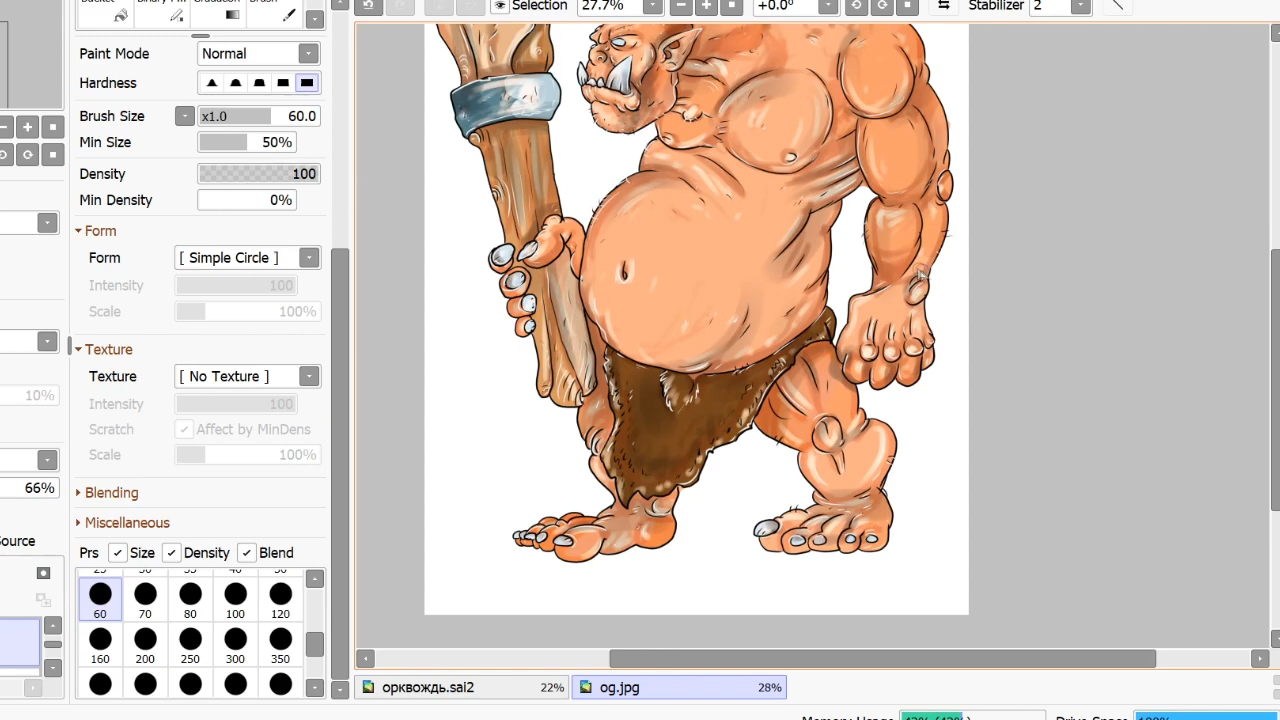 Selection 27.7% +0.0° Stabilizer 2
Paint Mode Normal
Hardness
Brush Size x1.0 60.0
Min Size 50%
Density 100
Min Density 0%
Form
Form [ Simple Circle ]
Intensity 100
Scale 100%
Texture
Texture [ No Texture ]
10% Intensity 100
Scratch Affect by MinDens
Scale 100%
66%
Blending
Miscellaneous
Prs Size Density Blend
60 70 80 100 120
160 200 250 300 350
орквождь.sai2 22% og.jpg 28%